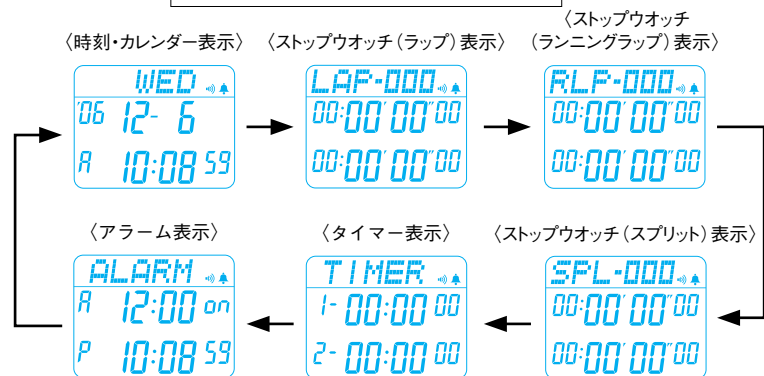 〈時刻・カレンダー表示〉
〈ストップウオッチ（ラップ）表示〉
〈ストップウオッチ
（ランニングラップ）表示〉
WED
'06 12- 6
A 10:08 59
LAP-000
00:00'00"00
00:00'00"00
RLP-000
00:00'00"00
00:00'00"00
〈アラーム表示〉
〈タイマー表示〉
〈ストップウオッチ（スプリット）表示〉
ALARM
A 12:00 on
P 10:08 59
TIMER
1- 00:00 00
2- 00:00 00
SPL-000
00:00'00"00
00:00'00"00